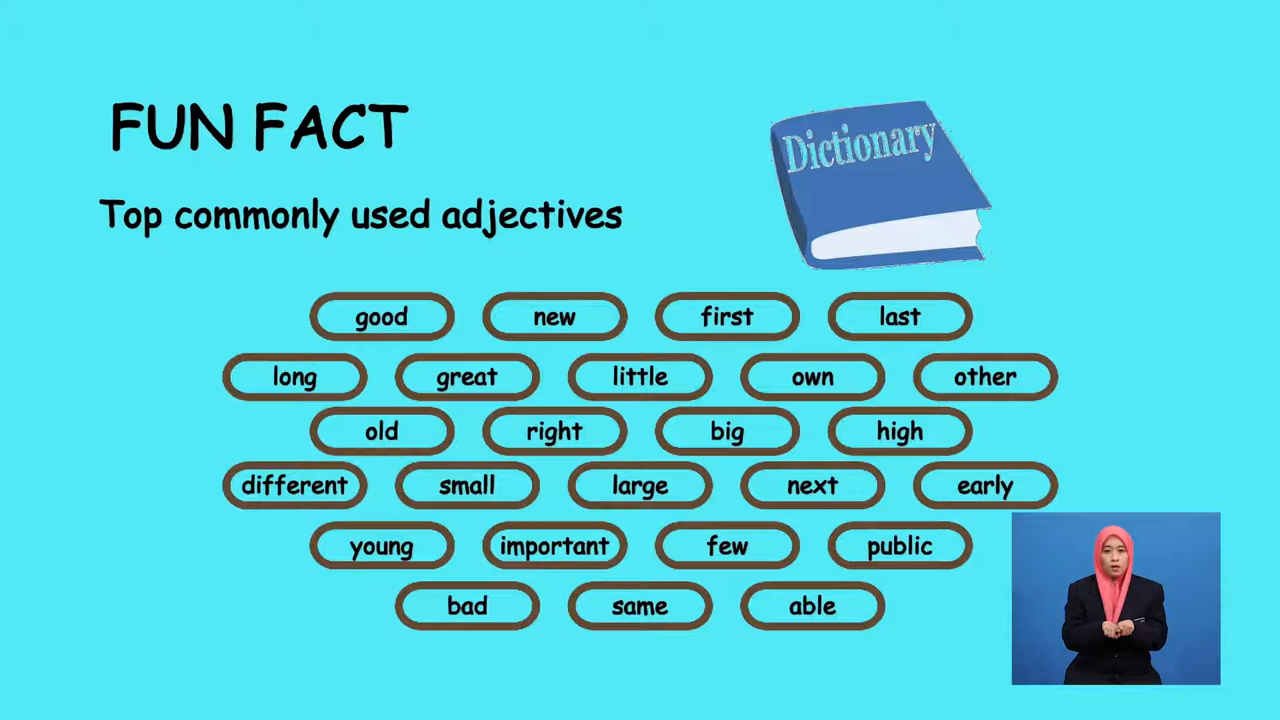 FUN FACT
Dictionary
Top commonly used adjectives
good new first last
long great little own other
old right big high
different small large next early
young important few public
bad same able